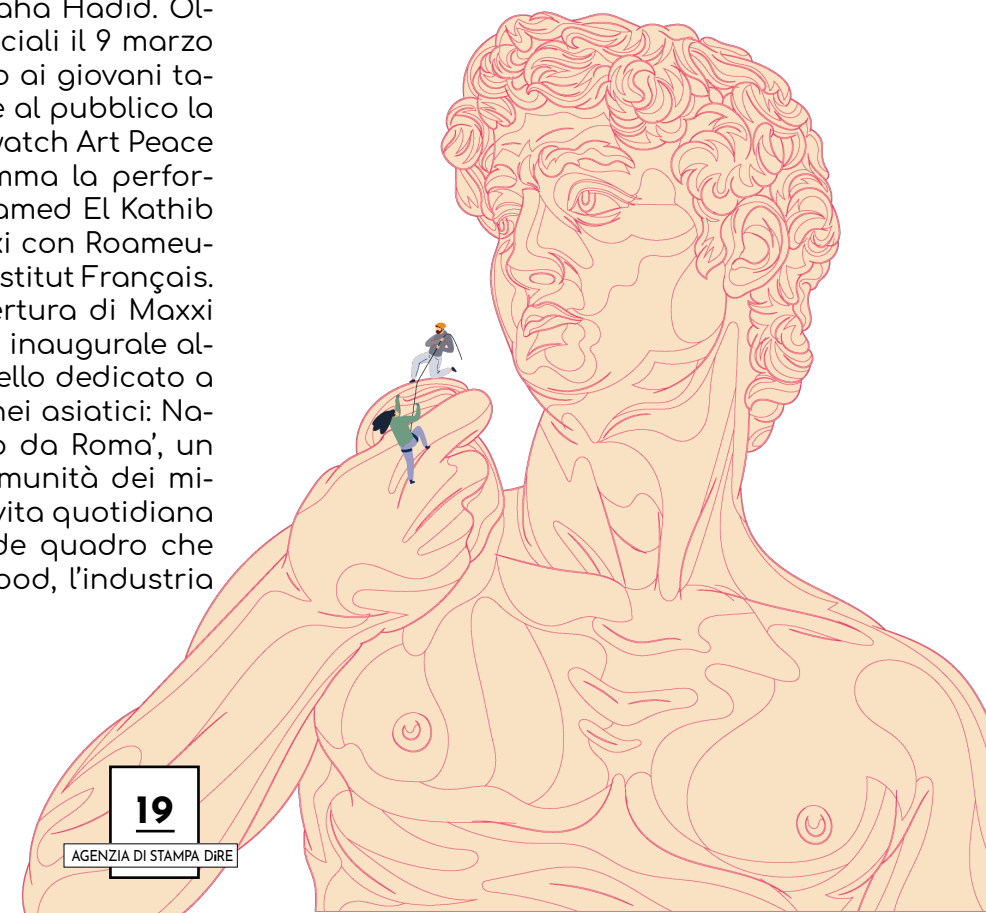 aha Hadid. Ol-
ciali il 9 marzo
o ai giovani ta-
e al pubblico la
watch Art Peace
mma la perfor-
amed El Kathib
xi con Roameu-
stitut Français.
ertura di Maxxi
inaugurale al-
ello dedicato a
nei asiatici: Na-
o da Roma’, un
munità dei mi-
vita quotidiana
de quadro che
ood, l’industria
19
AGENZIA DI STAMPA DiRE